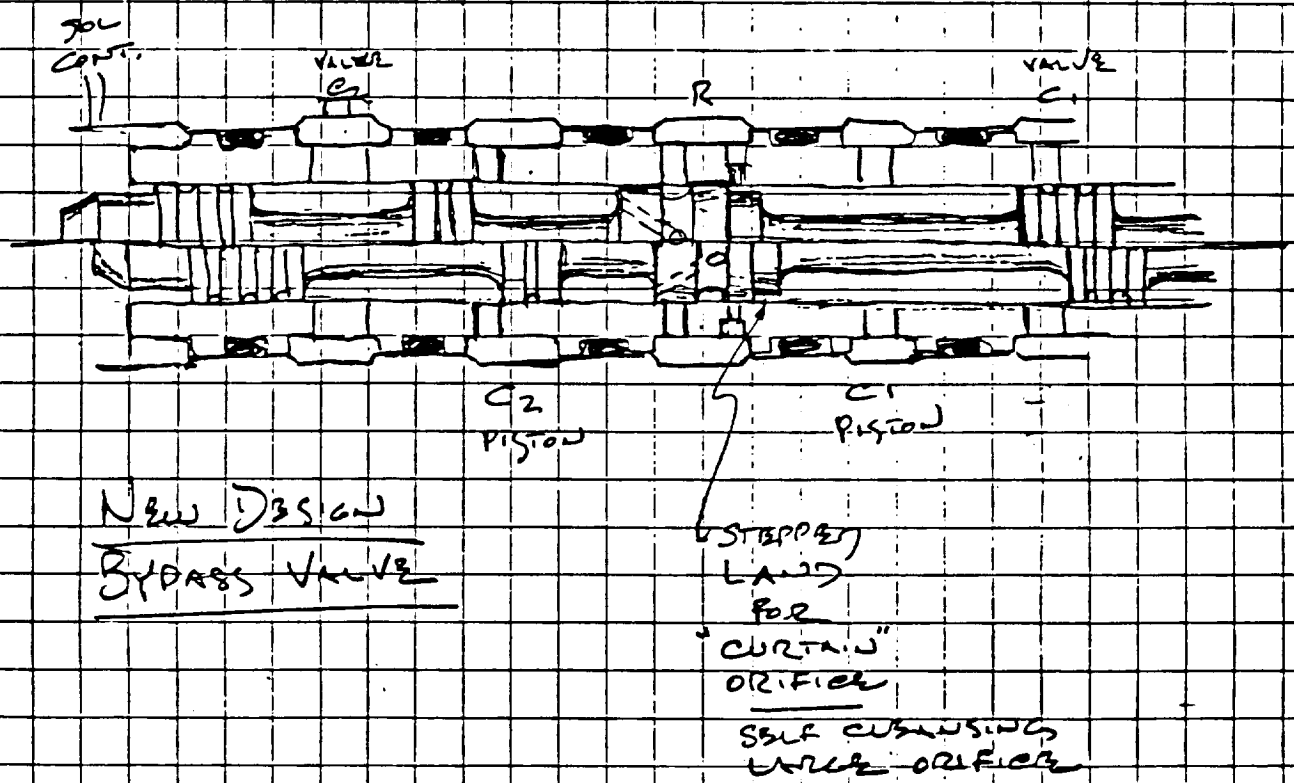 SOL
CONT.
VALVE
C2
R
VALVE
C1
C2
PISTON
C1
PISTON
NEW DESIGN
BYPASS VALVE
STEPPED
LAND
FOR
"CURTAIN"
ORIFICE
SELF CLEANSING
LARGE ORIFICE